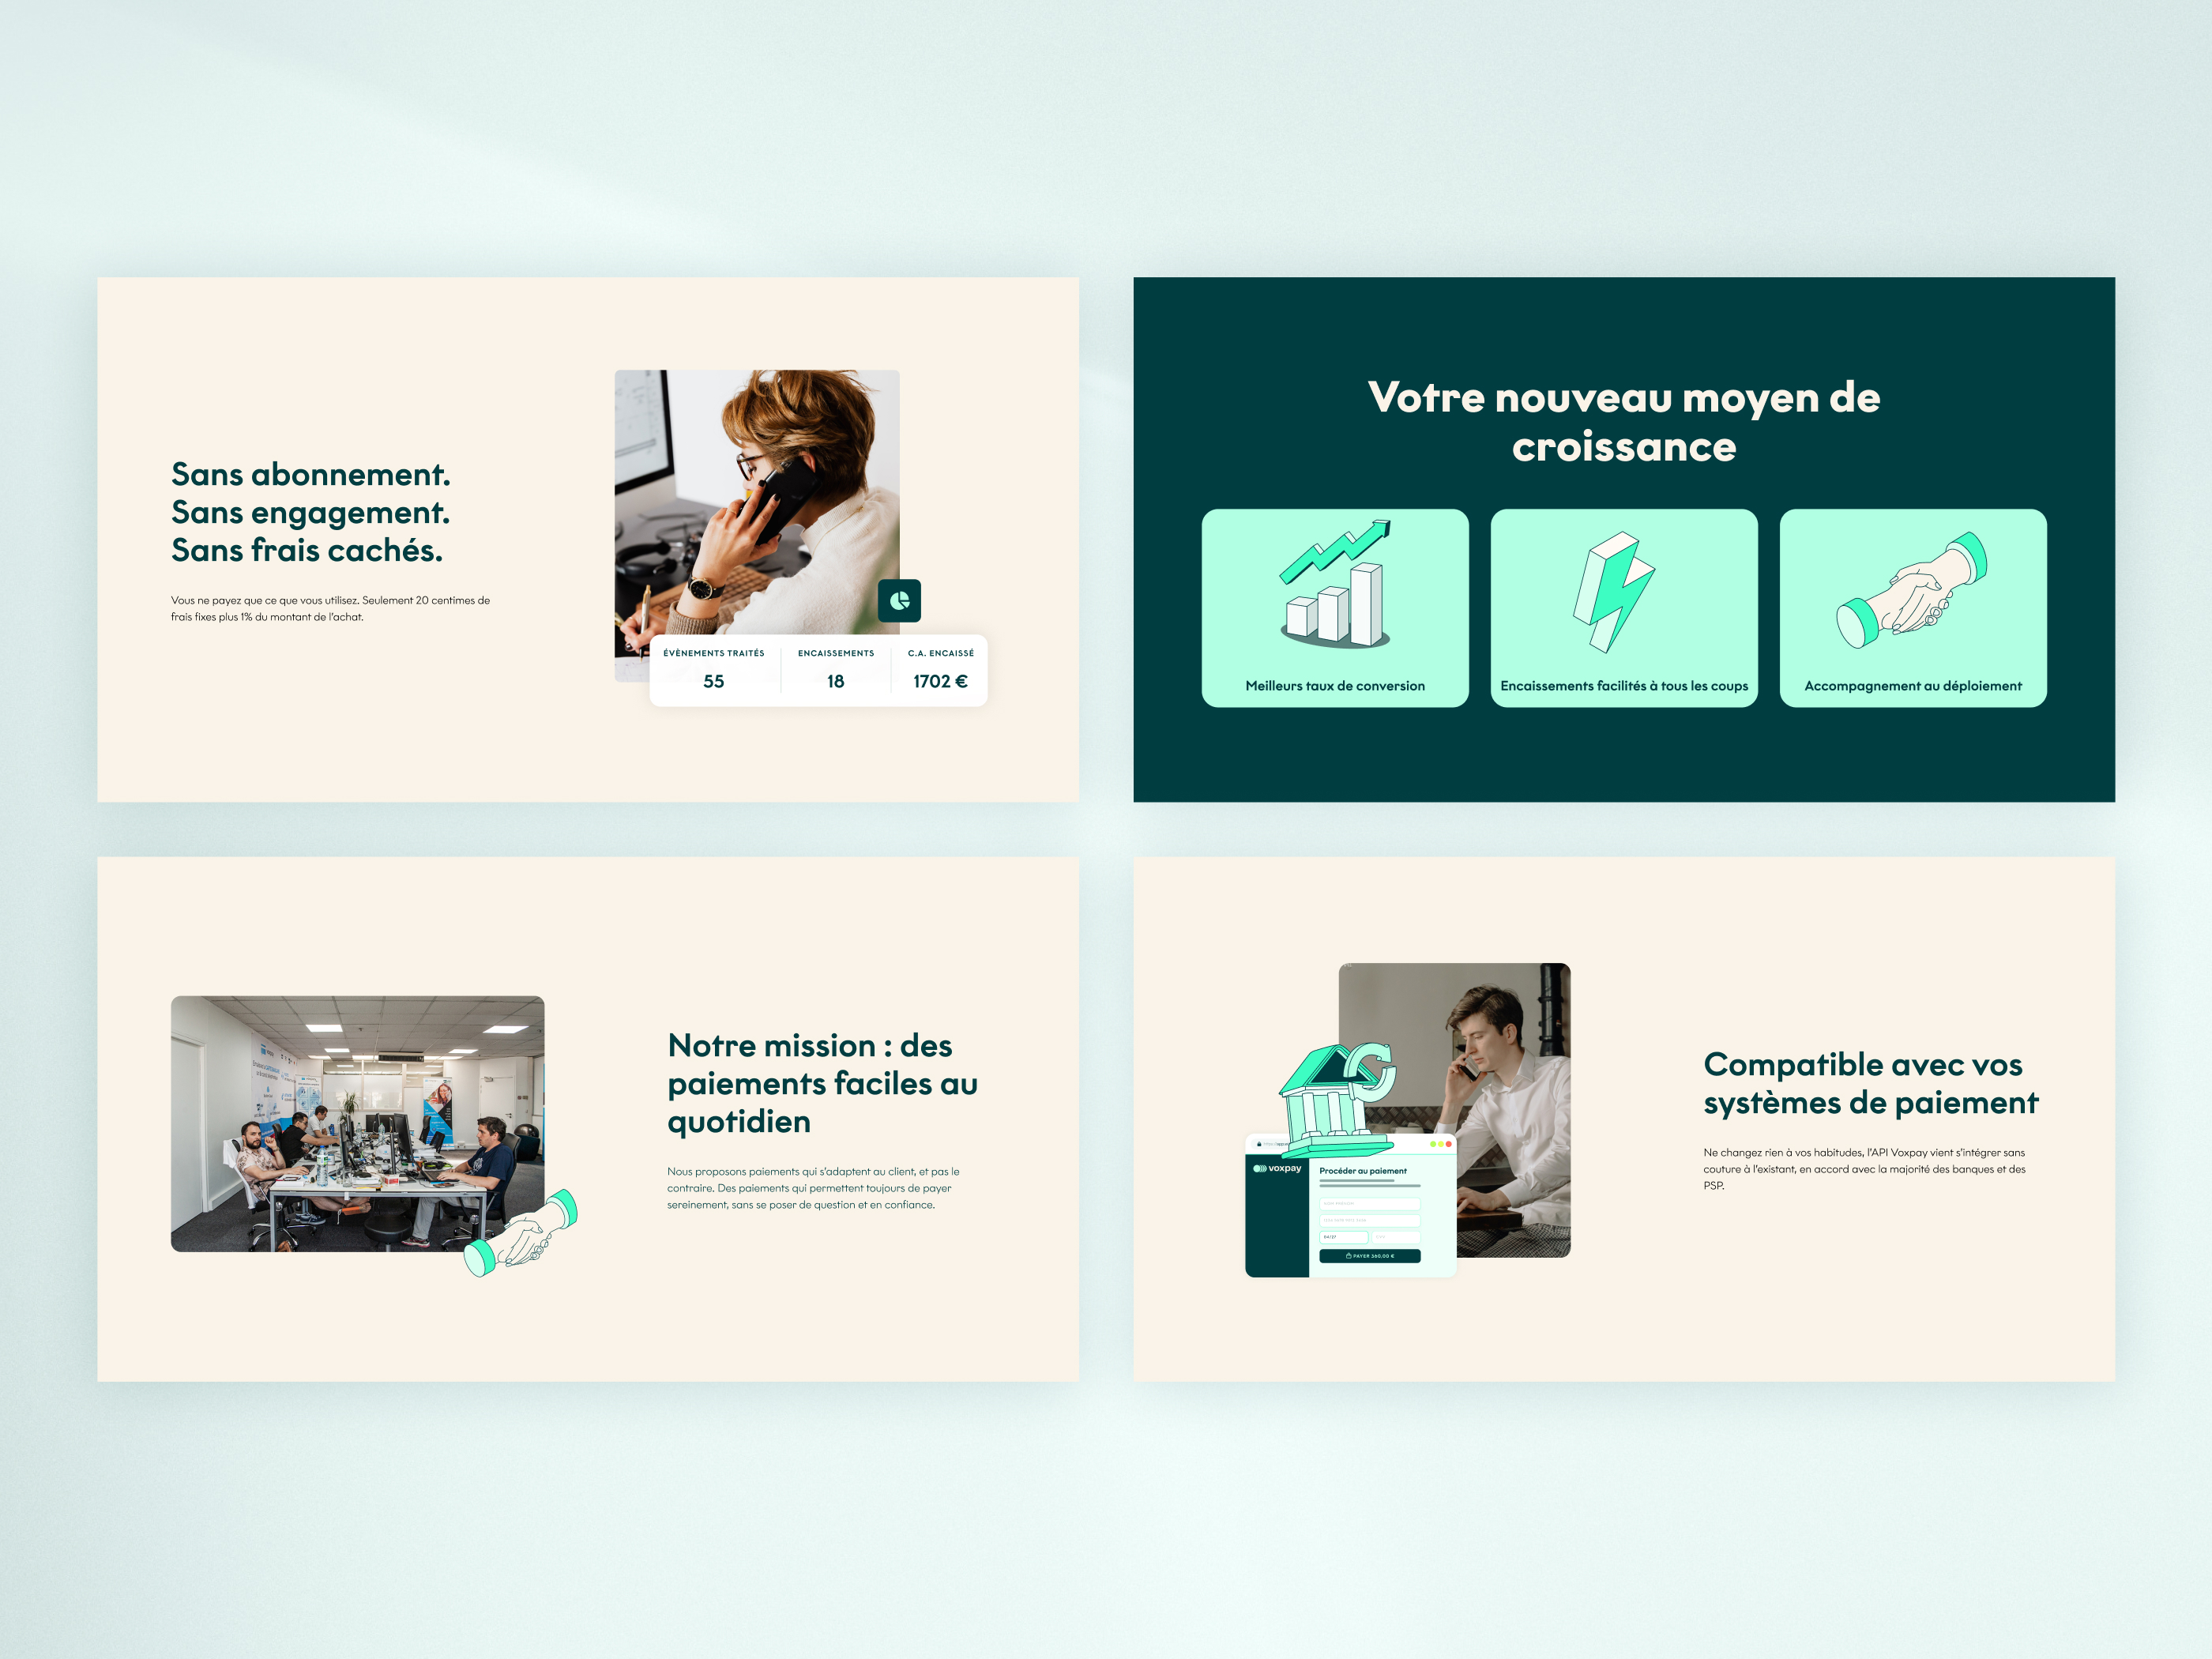 Sans abonnement.
Sans engagement.
Sans frais cachés.
Vous ne payez que ce que vous utilisez. Seulement 20 centimes de
frais fixes plus 1% du montant de l'achat.
ÉVÈNEMENTS TRAITÉS
55
ENCAISSEMENTS
18
C.A. ENCAISSÉ
1702 €
Votre nouveau moyen de
croissance
Meilleurs taux de conversion
Encaissements facilités à tous les coups
Accompagnement au déploiement
Notre mission : des
paiements faciles au
quotidien
Nous proposons paiements qui s'adaptent au client, et pas le
contraire. Des paiements qui permettent toujours de payer
sereinement, sans se poser de question et en confiance.
voxpay
Procéder au paiement
04/27
PAYER 360,00 €
Compatible avec vos
systèmes de paiement
Ne changez rien à vos habitudes, l'API Voxpay vient s'intégrer sans
couture à l'existant, en accord avec la majorité des banques et des
PSP.